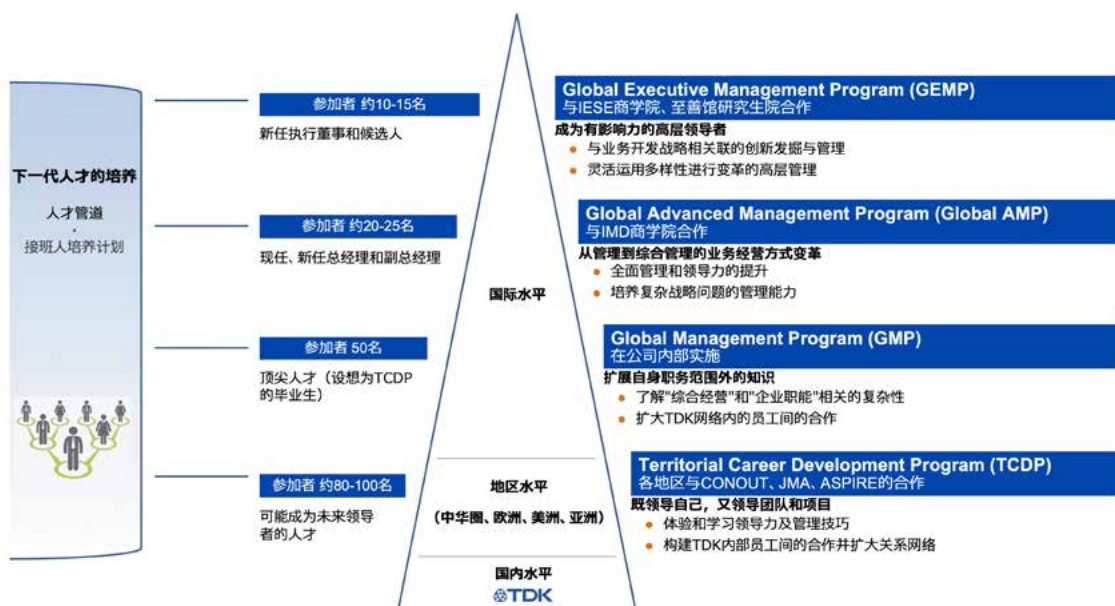 下一代人才的培养
人才管道
·
接班人培养计划
参加者 约10-15名
新任执行董事和候选人
参加者 约20-25名
现任、新任总经理和副总经理
参加者 50名
顶尖人才（设想为TCDP
的毕业生）
参加者 约80-100名
可能成为未来领导
者的人才
国际水平
地区水平
（中华圈、欧洲、美洲、亚洲）
国内水平
TDK
Global Executive Management Program (GEMP)
与IESE商学院、至善馆研究生院合作
成为有影响力的高层领导者
● 与业务开发战略相关联的创新发掘与管理
● 灵活运用多样性进行变革的高层管理
Global Advanced Management Program (Global AMP)
与IMD商学院合作
从管理到综合管理的业务经营方式变革
● 全面管理和领导力的提升
● 培养复杂战略问题的管理能力
Global Management Program (GMP)
在公司内部实施
扩展自身职务范围外的知识
● 了解"综合经营"和"企业职能"相关的复杂性
● 扩大TDK网络内的员工间的合作
Territorial Career Development Program (TCDP)
各地区与CONOUT、JMA、ASPIRE的合作
既领导自己，又领导团队和项目
● 体验和学习领导力及管理技巧
● 构建TDK内部员工间的合作并扩大关系网络